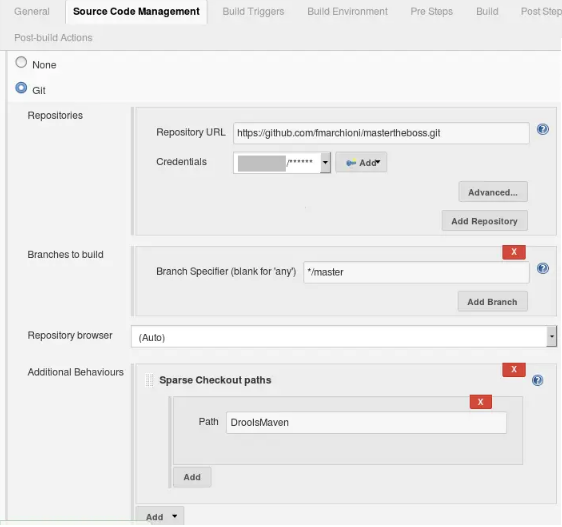 General Source Code Management Build Triggers Build Environment Pre Steps Build Post Step
Post-build Actions
None
Git
Repositories
Repository URL https://github.com/fmarchioni/mastertheboss.git
Credentials /****** Add
Advanced...
Add Repository
Branches to build X
Branch Specifier (blank for 'any') */master
Add Branch
Repository browser (Auto)
Additional Behaviours X
Sparse Checkout paths
X
Path DroolsMaven
Add
Add